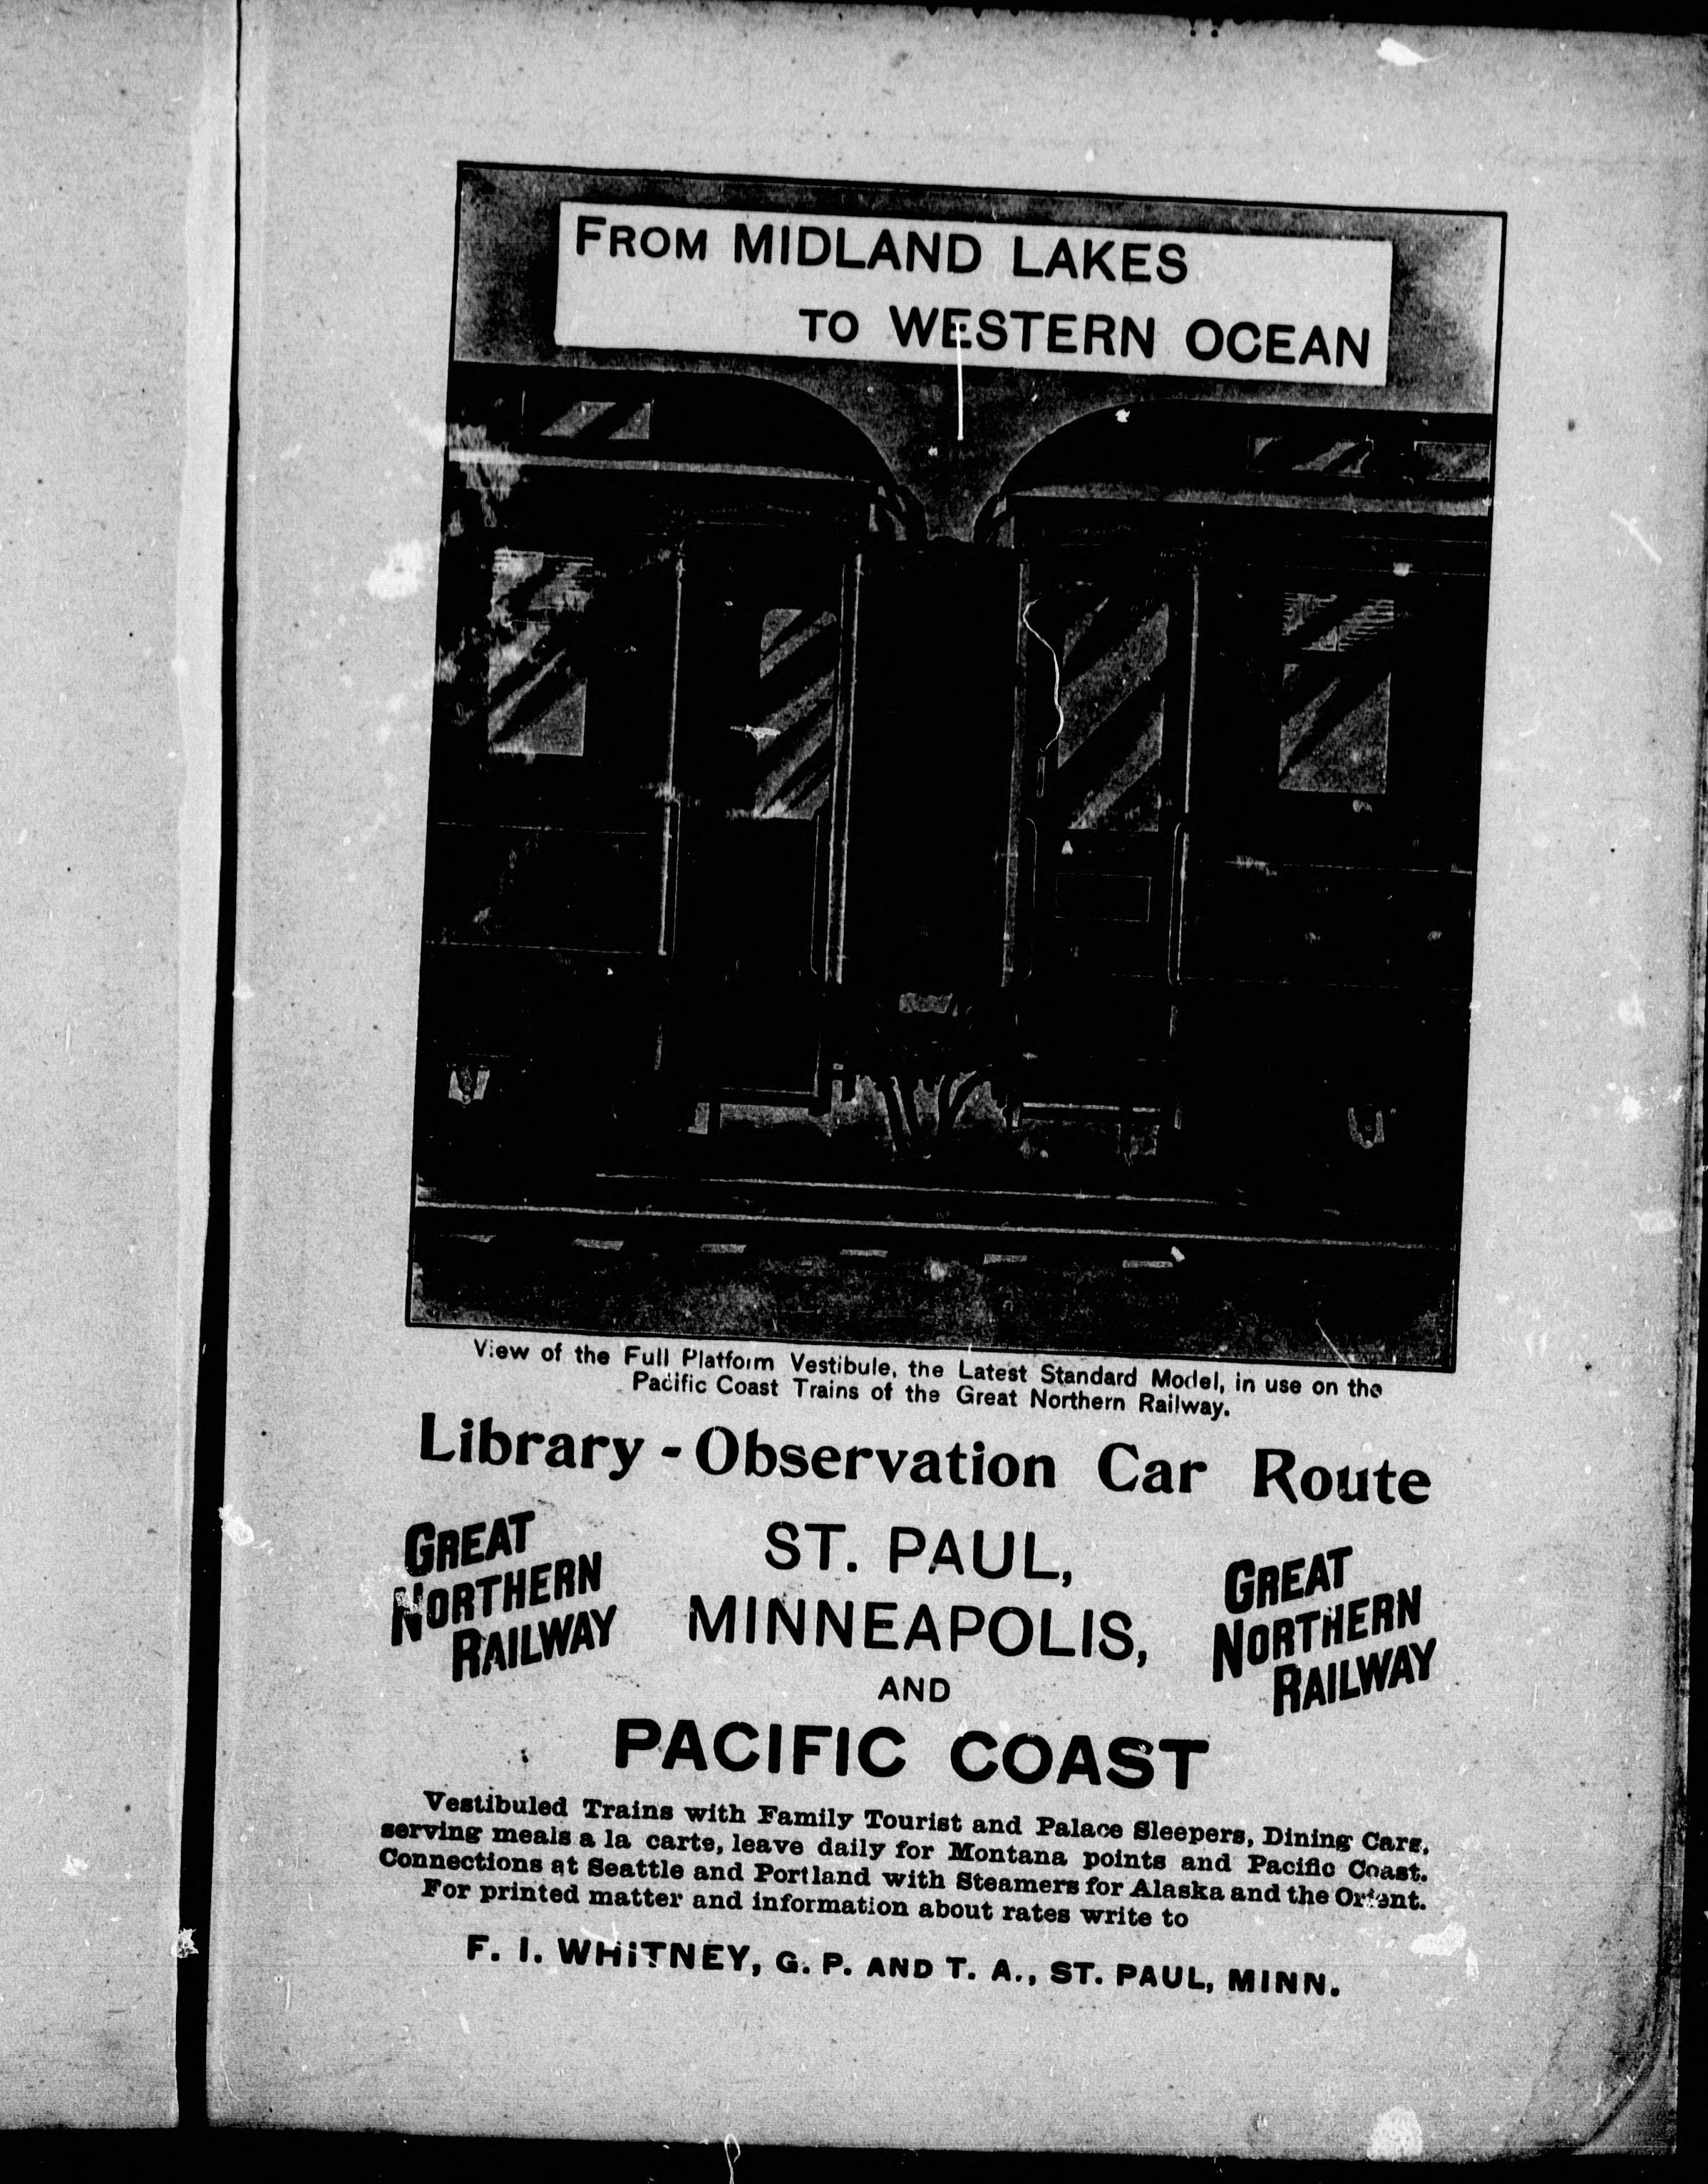 FROM MIDLAND LAKES
TO WESTERN OCEAN
View of the Full Platform Vestibule, the Latest Standard Model, in use on the
Pacific Coast Trains of the Great Northern Railway.
Library-Observation Car Route
GREAT
NORTHERN
RAILWAY
ST. PAUL,
MINNEAPOLIS,
AND
PACIFIC COAST
GREAT
NORTHERN
RAILWAY
Vestibuled Trains with Family Tourist and Palace Sleepers, Dining Cars,
serving meals a la carte, leave daily for Montana points and Pacific Coast.
Connections at Seattle and Portland with Steamers for Alaska and the Orient.
For printed matter and information about rates write to
F. I. WHITNEY, G. P. AND T. A., ST. PAUL, MINN.